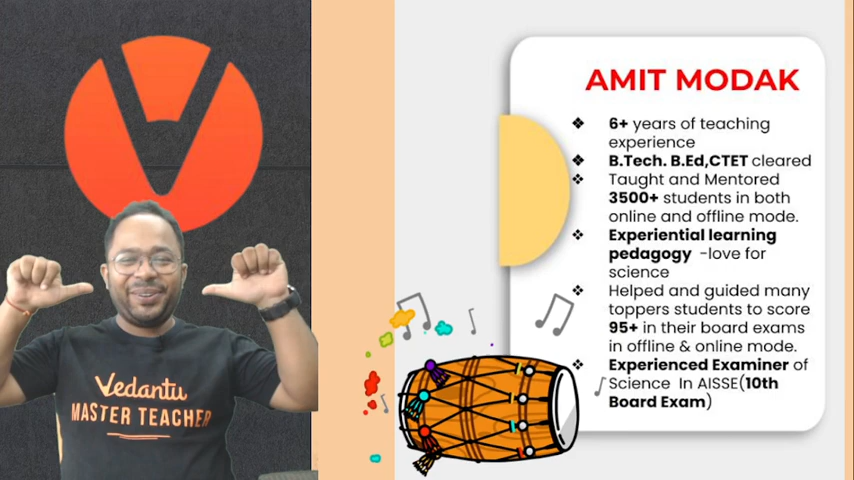 Vedantu
MASTER TEACHER
AMIT MODAK
❖ 6+ years of teaching
experience
❖ B.Tech. B.Ed,CTET cleared
❖ Taught and Mentored
3500+ students in both
online and offline mode.
❖ Experiential learning
pedagogy -love for
science
❖ Helped and guided many
toppers students to score
95+ in their board exams
in offline & online mode.
❖ Experienced Examiner of
Science In AISSE(10th
Board Exam)